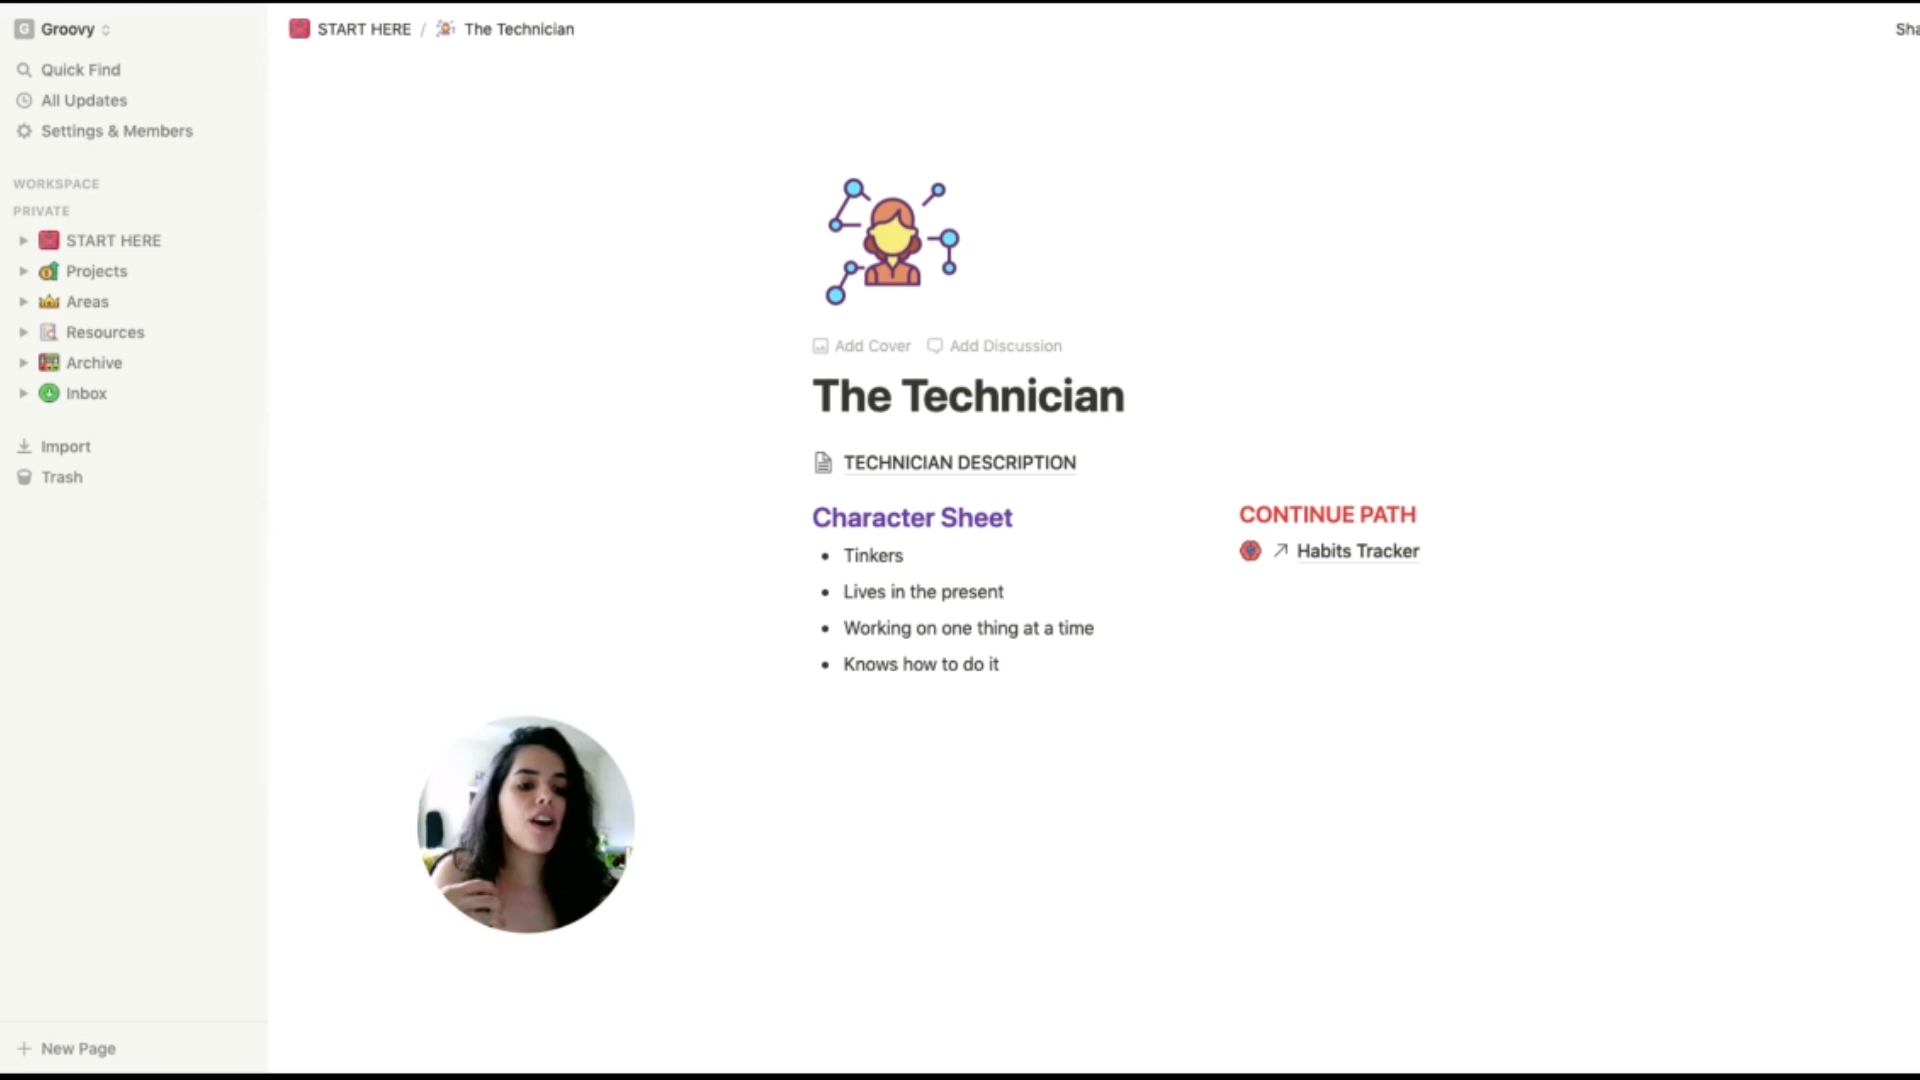 G Groovy
START HERE / The Technician
Sha
Quick Find
All Updates
Settings & Members
WORKSPACE
PRIVATE
START HERE
Projects
Areas
Resources
Archive
Inbox
Import
Trash
New Page
Add Cover Add Discussion
The Technician
TECHNICIAN DESCRIPTION
Character Sheet
Tinkers
Lives in the present
Working on one thing at a time
Knows how to do it
CONTINUE PATH
Habits Tracker